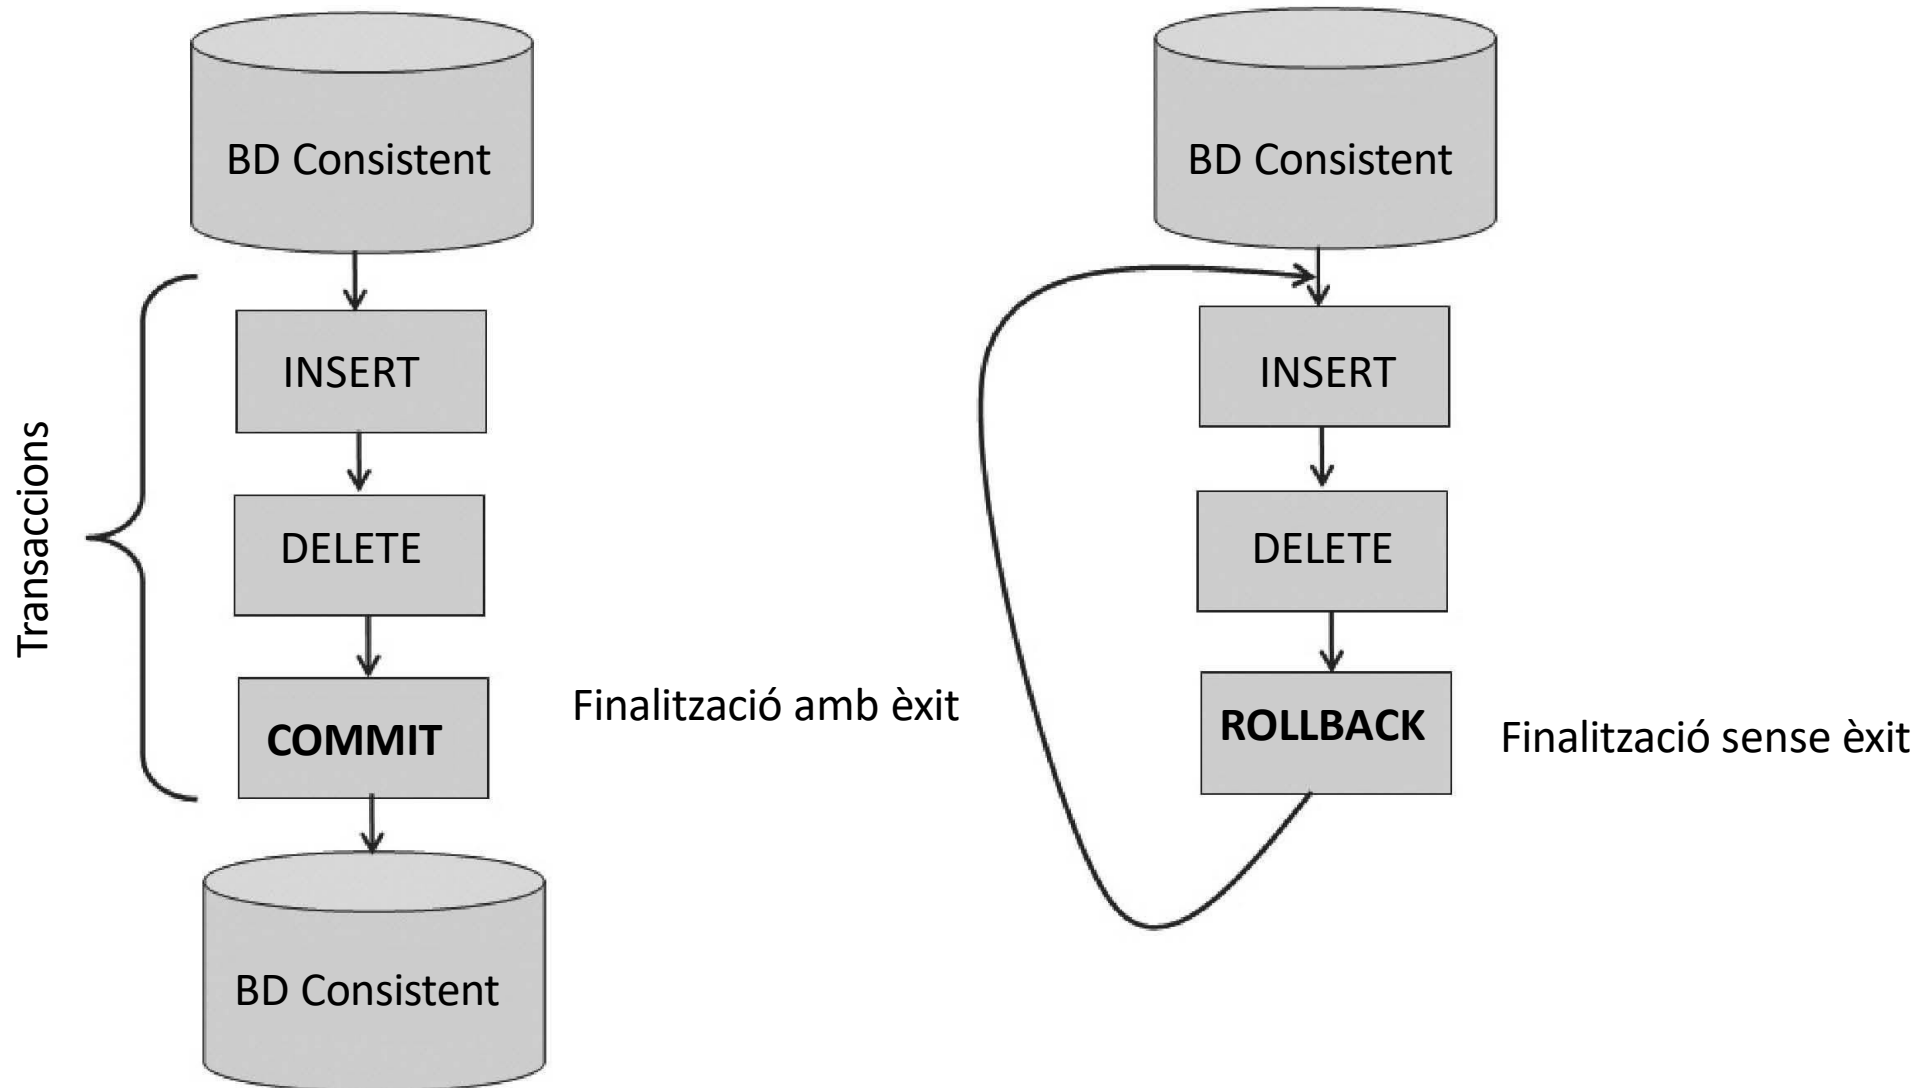 BD Consistent
INSERT
DELETE
COMMIT
BD Consistent
Transaccions
Finalització amb èxit
BD Consistent
INSERT
DELETE
ROLLBACK
Finalització sense èxit